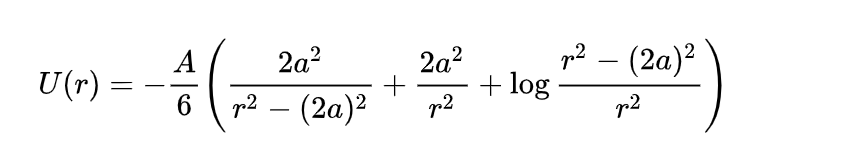 U(r) = −\frac{A}{6} \left( \frac{2a^2}{r^2 − (2a)^2} + \frac{2a^2}{r^2} + \log \frac{r^2 − (2a)^2}{r^2} \right)